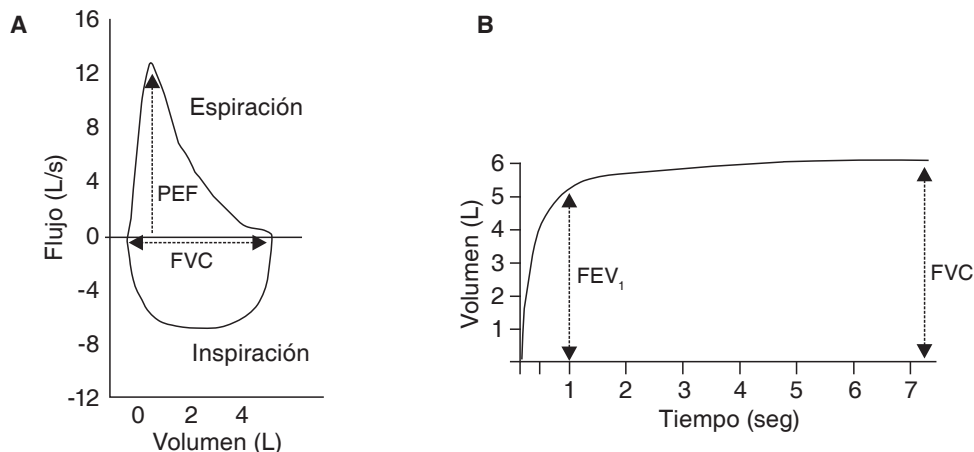 A
16
12
8
4
0
-4
-8
-12
Flujo (L/s)
Espiración
PEF
FVC
Inspiración
0 2 4
Volumen (L)
B
6
5
4
3
2
1
Volumen (L)
FEV₁
FVC
1 2 3 4 5 6 7
Tiempo (seg)